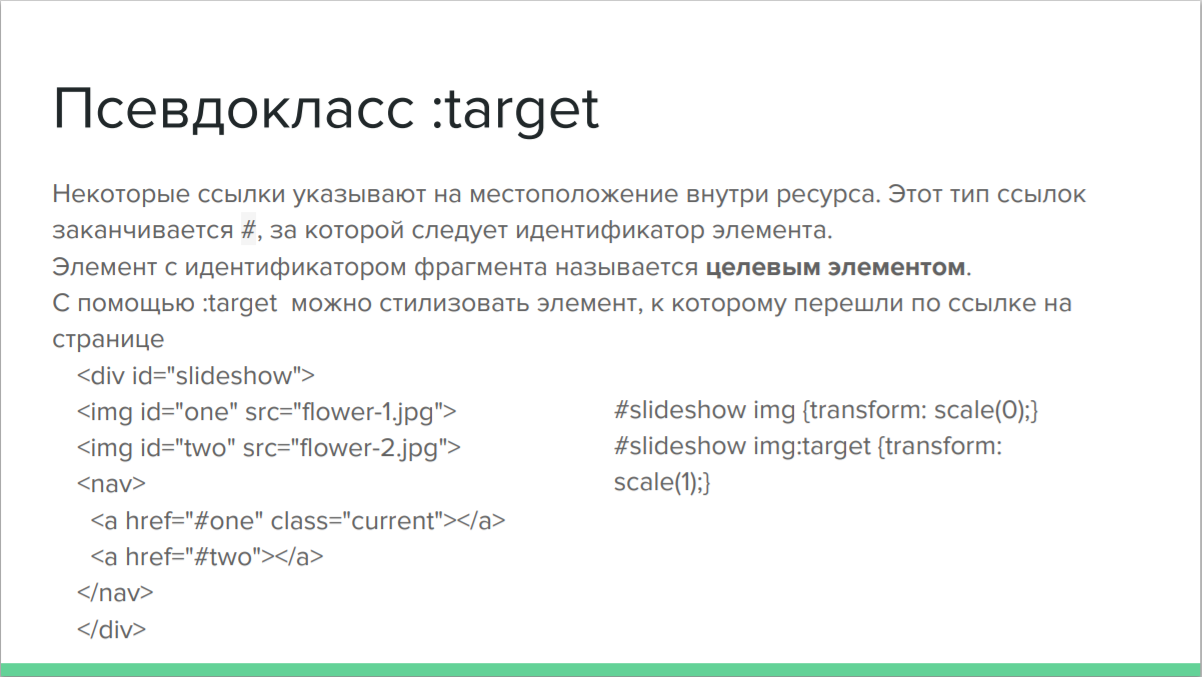 Псевдокласс :target
Некоторые ссылки указывают на местоположение внутри ресурса. Этот тип ссылок
заканчивается #, за которой следует идентификатор элемента.
Элемент с идентификатором фрагмента называется целевым элементом.
С помощью :target  можно стилизовать элемент, к которому перешли по ссылке на
странице
<div id="slideshow">
<img id="one" src="flower-1.jpg">
<img id="two" src="flower-2.jpg">
<nav>
<a href="#one" class="current"></a>
<a href="#two"></a>
</nav>
</div>
#slideshow img {transform: scale(0);}
#slideshow img:target {transform:
scale(1);}